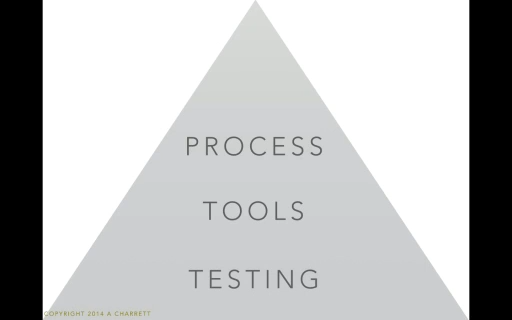 PROCESS
TOOLS
TESTING
COPYRIGHT 2014 A CHARRETT